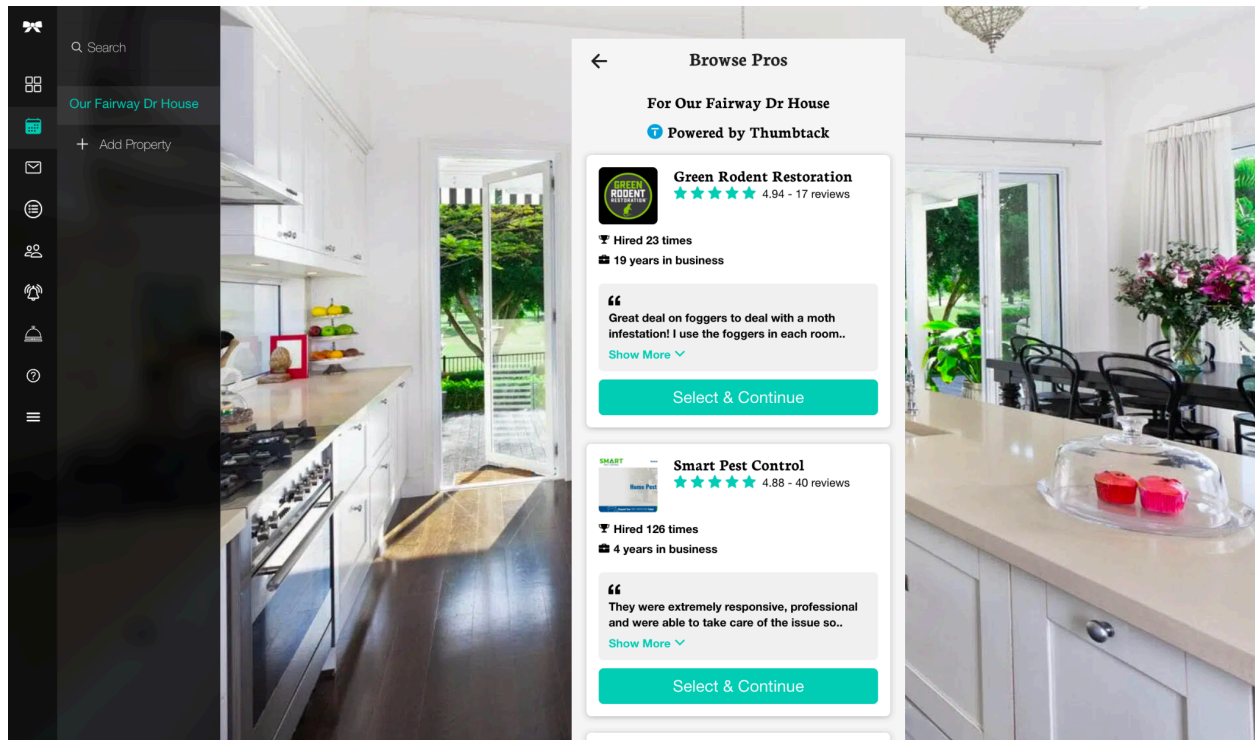 Search
Our Fairway Dr House
Add Property
Browse Pros
For Our Fairway Dr House
Powered by Thumbtack
GREEN
RODENT
RESTORATION
Green Rodent Restoration
4.94 - 17 reviews
Hired 23 times
19 years in business
“
Great deal on foggers to deal with a moth
infestation! I use the foggers in each room..
Show More
Select & Continue
SMART
Home Pest
Smart Pest Control
4.88 - 40 reviews
Hired 126 times
4 years in business
“
They were extremely responsive, professional
and were able to take care of the issue so..
Show More
Select & Continue